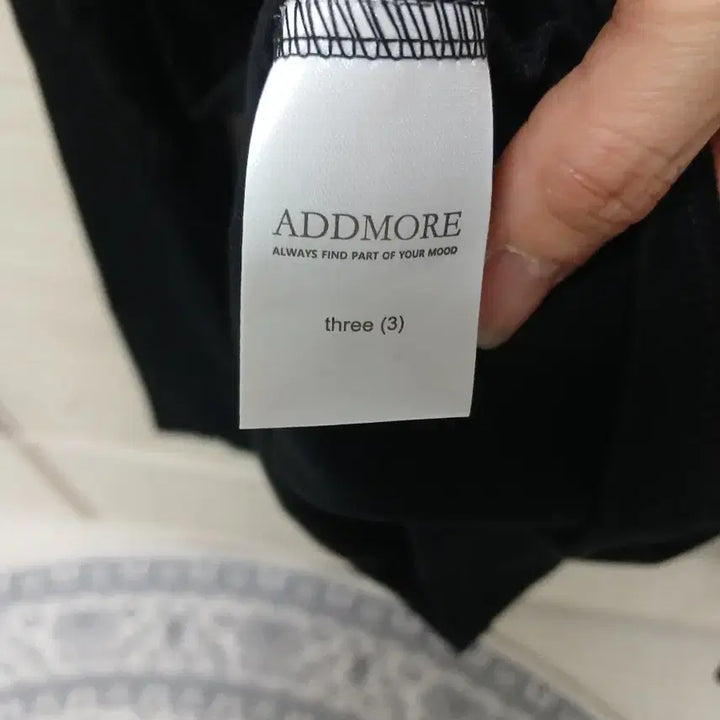 ADDMORE
ALWAYS FIND PART OF YOUR MOOD
three (3)